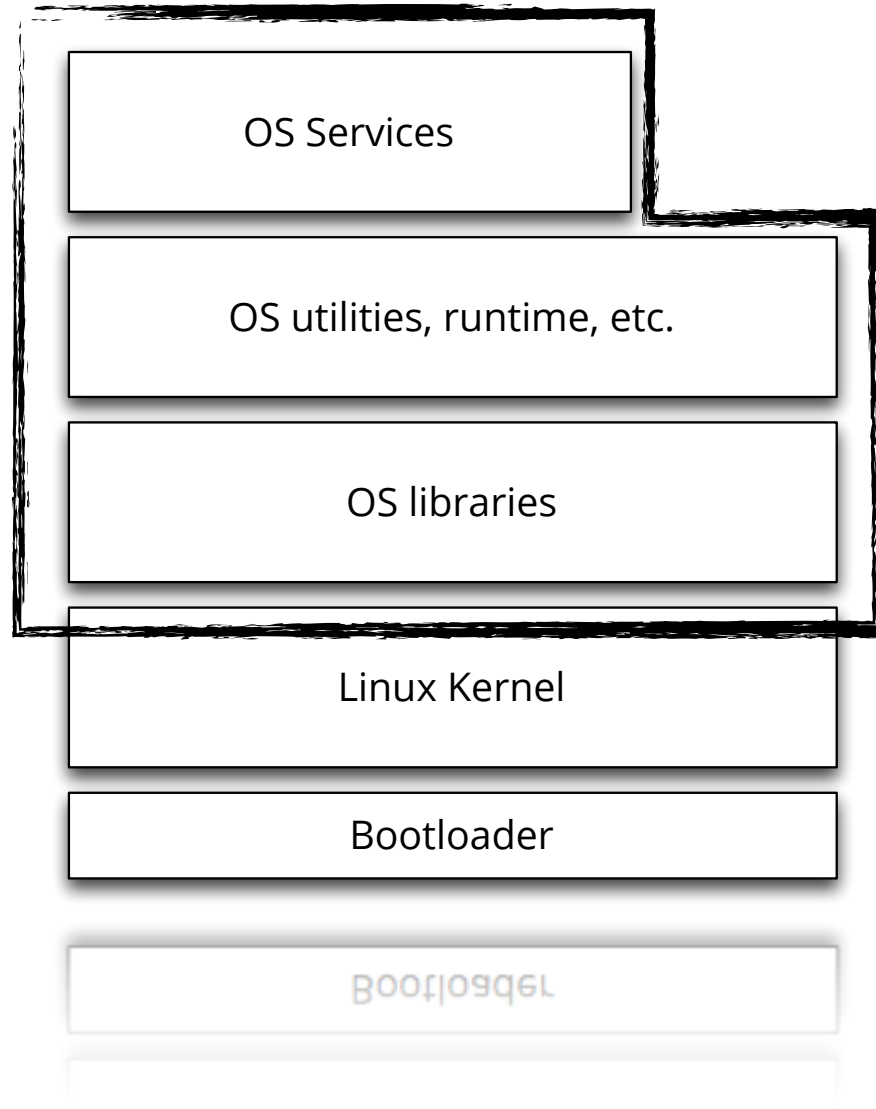 OS Services
OS utilities, runtime, etc.
OS libraries
Linux Kernel
Bootloader
Bootloader